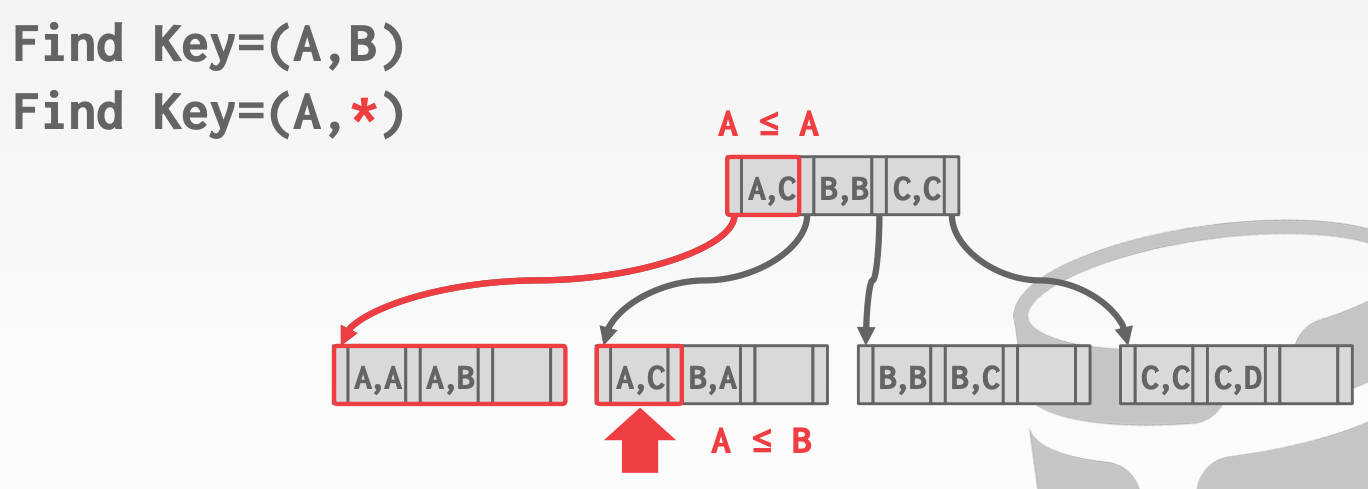 Find Key=(A,B)
Find Key=(A,*)
A ≤ A
A,C B,B C,C
A,A A,B A,C B,A B,B B,C C,C C,D
A ≤ B